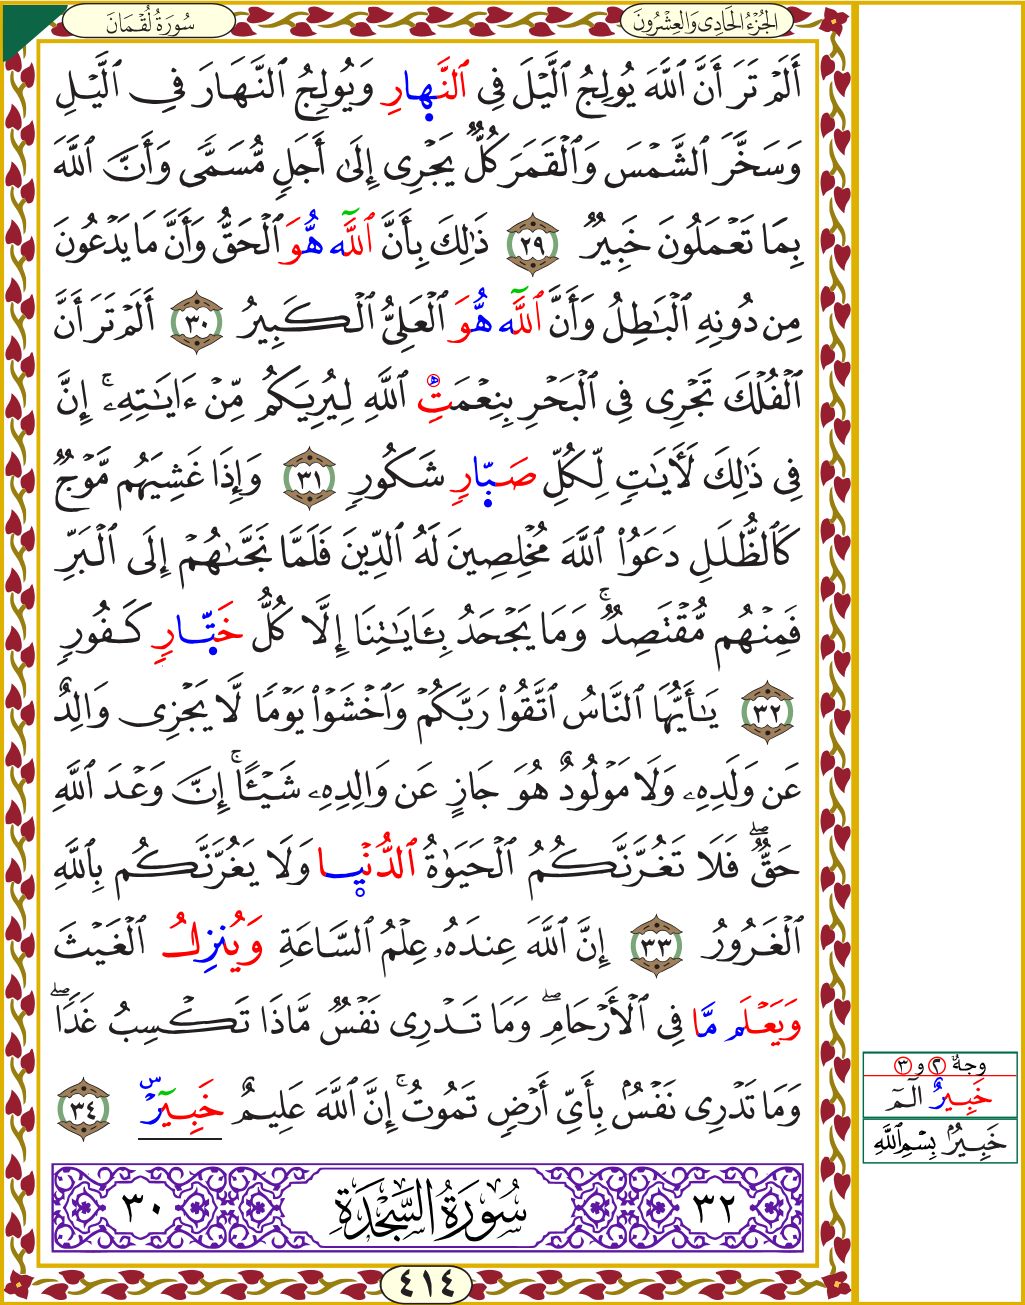 سُورَةُ لُقْمَانَ
الجُزْءُ الحَادِى وَالعِشْرُونَ
أَلَمْ تَرَ أَنَّ ٱللَّهَ يُولِجُ ٱلَّيْلَ فِى ٱلنَّهارِ وَيُولِجُ ٱلنَّهَارَ فِى ٱلَّيْلِ
وَسَخَّرَ ٱلشَّمْسَ وَٱلْقَمَرَ كُلٌّ يَجْرِى إِلَىٰٓ أَجَلٍ مُّسَمًّى وَأَنَّ ٱللَّهَ
بِمَا تَعْمَلُونَ خَبِيرٌ ٢٩ ذَٰلِكَ بِأَنَّ ٱللَّٓه هُّوَ ٱلْحَقُّ وَأَنَّ مَا يَدْعُونَ
مِن دُونِهِ ٱلْبَٰطِلُ وَأَنَّ ٱللَّٓه هُّوَ ٱلْعَلِىُّ ٱلْكَبِيرُ ٣٠ أَلَمْ تَرَ أَنَّ
ٱلْفُلْكَ تَجْرِى فِى ٱلْبَحْرِ بِنِعْمَتِ ٱللَّهِ لِيُرِيَكُم مِّنْ ءَايَٰتِهِۦٓ ۚ إِنَّ
فِى ذَٰلِكَ لَأَيَٰتٍ لِّكُلِّ صَبّارٍ شَكُورٍ ٣١ وَإِذَا غَشِيَهُم مَّوْجٌ
كَٱلظُّلَلِ دَعَوُا۟ ٱللَّهَ مُخْلِصِينَ لَهُ ٱلدِّينَ فَلَمَّا نَجَّىٰهُمْ إِلَى ٱلْبَرِّ
فَمِنْهُم مُّقْتَصِدٌ ۚ وَمَا يَجْحَدُ بِـَٔايَٰتِنَا إِلَّا كُلُّ خَتّارٍ كَفُورٍ
٣٢ يَٰٓأَيُّهَا ٱلنَّاسُ ٱتَّقُوا۟ رَبَّكُمْ وَٱخْشَوْا۟ يَوْمًا لَّا يَجْزِى وَالِدٌ
عَن وَلَدِهِۦ وَلَا مَوْلُودٌ هُوَ جَازٍ عَن وَالِدِهِۦ شَيْـًٔا ۚ إِنَّ وَعْدَ ٱللَّهِ
حَقٌّ ۖ فَلَا تَغُرَّنَّكُمُ ٱلْحَيَوٰةُ ٱلدُّنْيا وَلَا يَغُرَّنَّكُم بِٱللَّهِ
ٱلْغَرُورُ ٣٣ إِنَّ ٱللَّهَ عِندَهُۥ عِلْمُ ٱلسَّاعَةِ وَيُنزِلُ ٱلْغَيْثَ
وَيَعْلَم مَّا فِى ٱلْأَرْحَامِ ۖ وَمَا تَدْرِى نَفْسٌ مَّاذَا تَكْسِبُ غَدًا ۖ
وَمَا تَدْرِى نَفْسٌۢ بِأَىِّ أَرْضٍ تَمُوتُ ۚ إِنَّ ٱللَّهَ عَلِيمٌ خَبِيٓرٌ س ٣٤
وجهٌ ٢ و ٣
خَبِيرٌ الٓمٓ
خَبِيرٌۢ بِسْمِ ٱللَّهِ
٣٢ سُورَةُ السَّجْدَةِ ٣٠
٤١٤